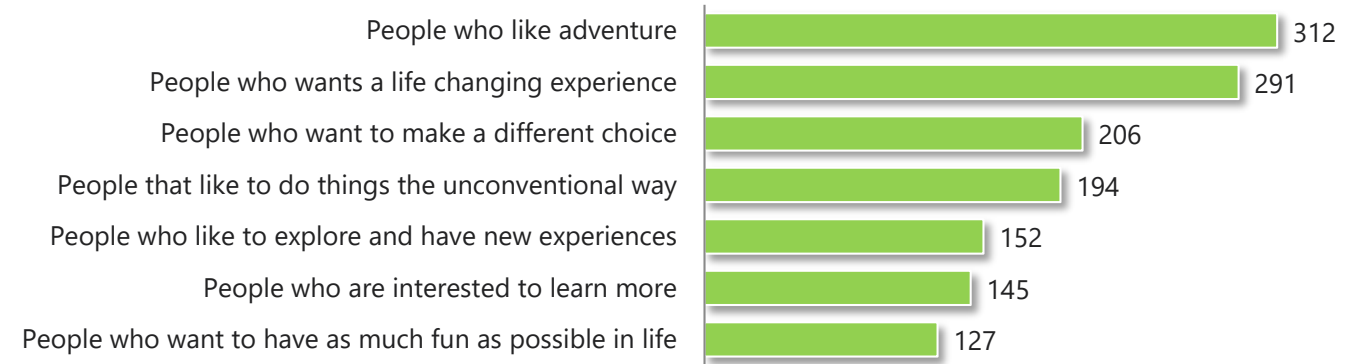 People who like adventure 312
People who wants a life changing experience 291
People who want to make a different choice 206
People that like to do things the unconventional way 194
People who like to explore and have new experiences 152
People who are interested to learn more 145
People who want to have as much fun as possible in life 127